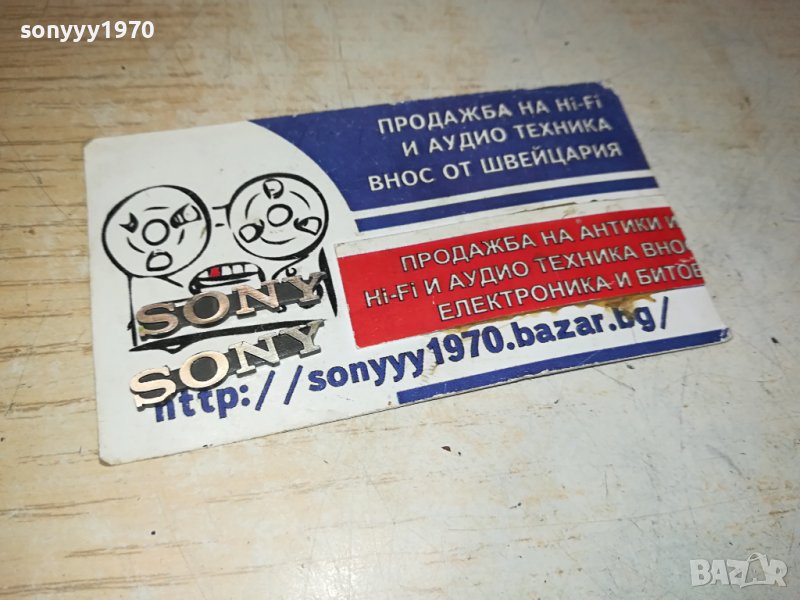 sonyyy1970
ПРОДАЖБА НА Hi-Fi
И АУДИО ТЕХНИКА
ВНОС ОТ ШВЕЙЦАРИЯ
ПРОДАЖБА НА АНТИКИ И
Hi-Fi И АУДИО ТЕХНИКА ВНОС
ЕЛЕКТРОНИКА И БИТОВ
SONY
SONY
http://sonyyy1970.bazar.bg/
BAZAR